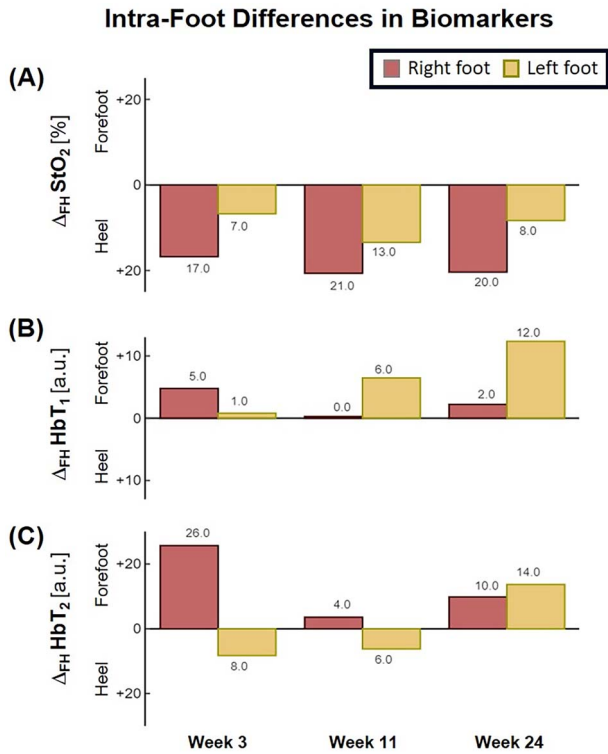 Intra-Foot Differences in Biomarkers
Right foot Left foot
(A)
ΔFH StO2 [%]
Forefoot
Heel
+20
0
+20
17.0
7.0
21.0
13.0
20.0
8.0
(B)
ΔFH HbT1 [a.u.]
Forefoot
Heel
+10
0
+10
5.0
1.0
0.0
6.0
2.0
12.0
(C)
ΔFH HbT2 [a.u.]
Forefoot
Heel
+20
0
+20
26.0
8.0
4.0
6.0
10.0
14.0
Week 3 Week 11 Week 24